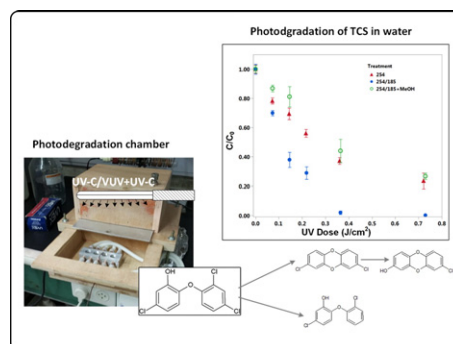 Photodgradation of TCS in water
Treatment
254
254/185
254/185+MeOH
C/C₀
1.00
0.80
0.60
0.40
0.20
0.00
0.0 0.1 0.2 0.3 0.4 0.5 0.6 0.7 0.8
UV Dose (J/cm²)
Photodegradation chamber
UV-C/VUV+UV-C
OH
Cl
O
Cl
Cl
O
Cl
O
Cl
O
HO
O
Cl
OH
Cl
O
Cl